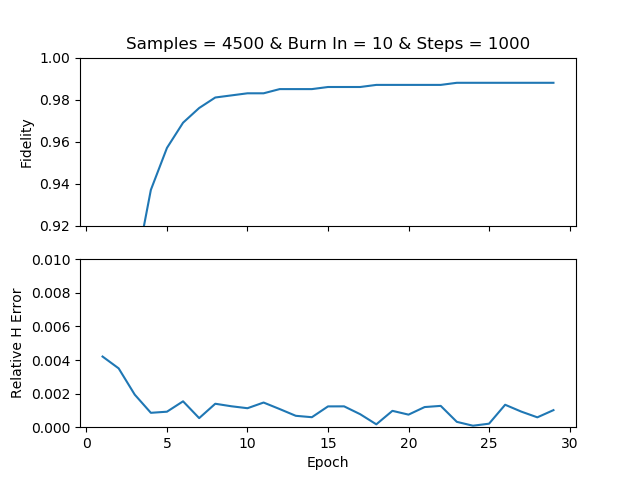 Samples = 4500 & Burn In = 10 & Steps = 1000
1.00
0.98
0.96
0.94
0.92
Fidelity
0.010
0.008
0.006
0.004
0.002
0.000
Relative H Error
0 5 10 15 20 25 30
Epoch